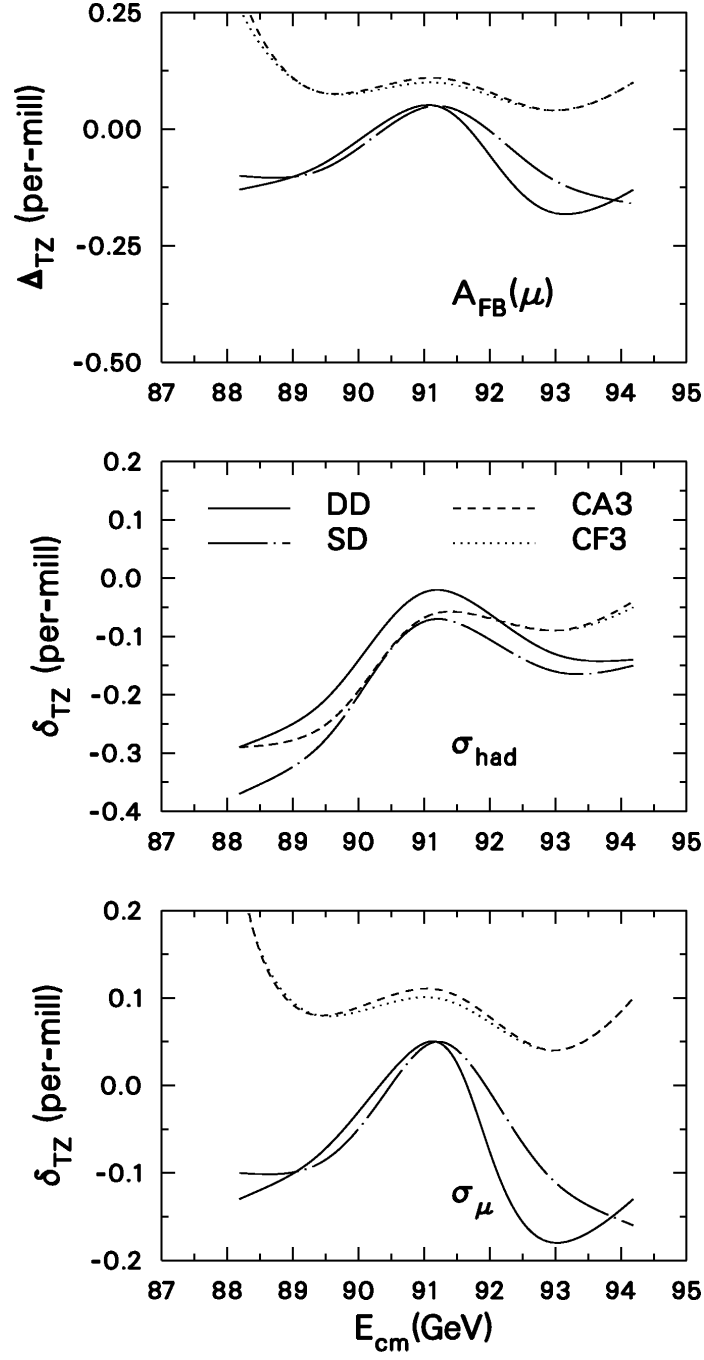 0.25
0.00
-0.25
-0.50
Δ_TZ (per-mill)
A_FB(μ)
87 88 89 90 91 92 93 94 95
0.2
0.1
0.0
-0.1
-0.2
-0.3
-0.4
δ_TZ (per-mill)
DD CA3
SD CF3
σ_had
87 88 89 90 91 92 93 94 95
0.2
0.1
0.0
-0.1
-0.2
δ_TZ (per-mill)
σ_μ
87 88 89 90 91 92 93 94 95
E_cm(GeV)